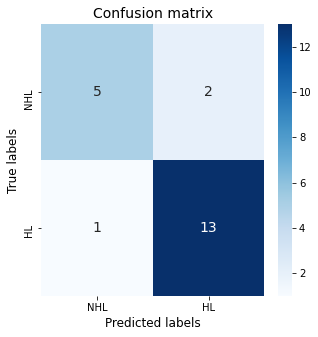 Confusion matrix
NHL
5
2
HL
1
13
True labels
NHL
HL
Predicted labels
12
10
8
6
4
2